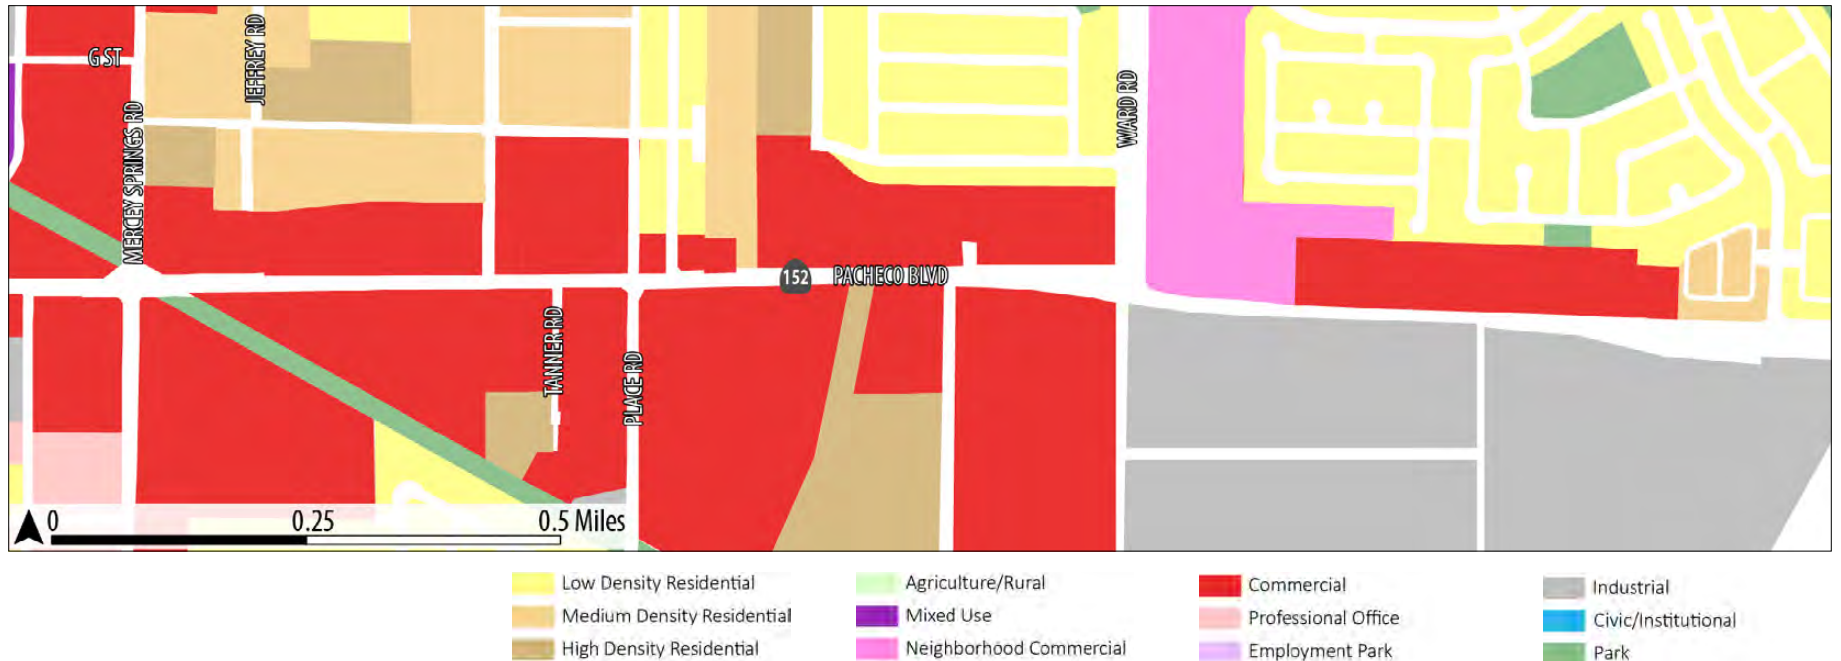 G ST
JEFFREY RD
MERCEY SPRINGS RD
WARD RD
152
PACHECO BLVD
TANNER RD
PLACE RD
0 0.25 0.5 Miles
Low Density Residential
Medium Density Residential
High Density Residential
Agriculture/Rural
Mixed Use
Neighborhood Commercial
Commercial
Professional Office
Employment Park
Industrial
Civic/Institutional
Park